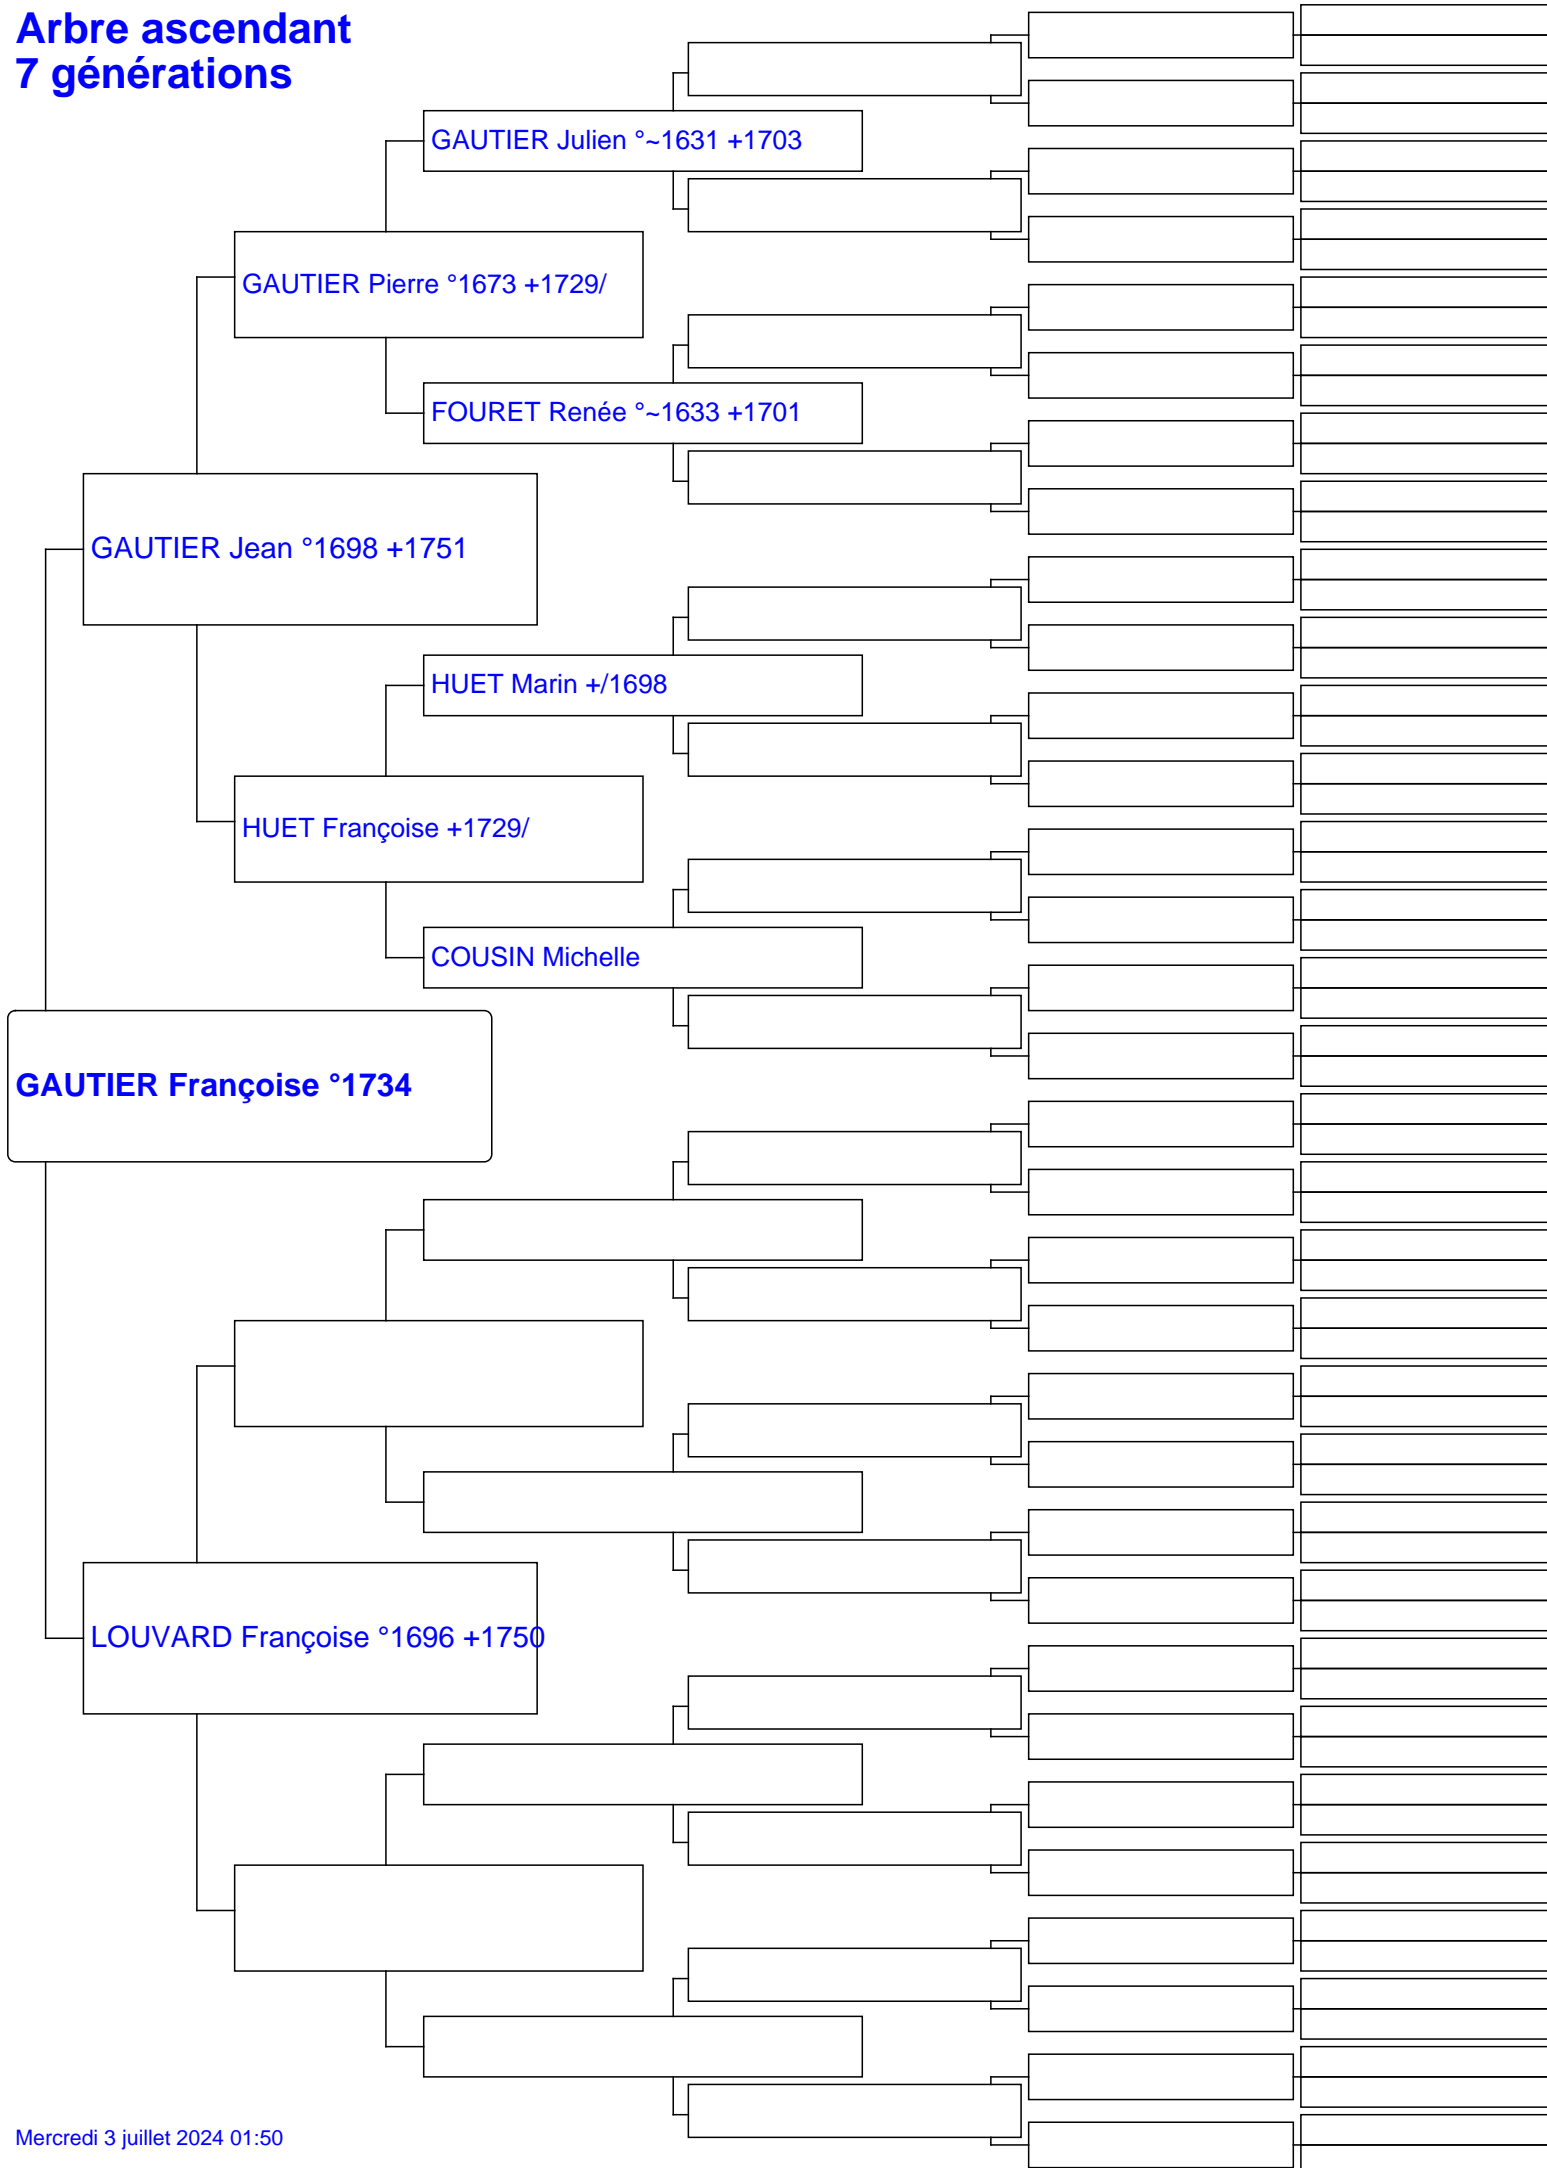 Arbre ascendant
7 générations
GAUTIER Julien °~1631 +1703
GAUTIER Pierre °1673 +1729/
FOURET Renée °~1633 +1701
GAUTIER Jean °1698 +1751
HUET Marin +/1698
HUET Françoise +1729/
COUSIN Michelle
GAUTIER Françoise °1734
LOUVARD Françoise °1696 +1750
Mercredi 3 juillet 2024 01:50